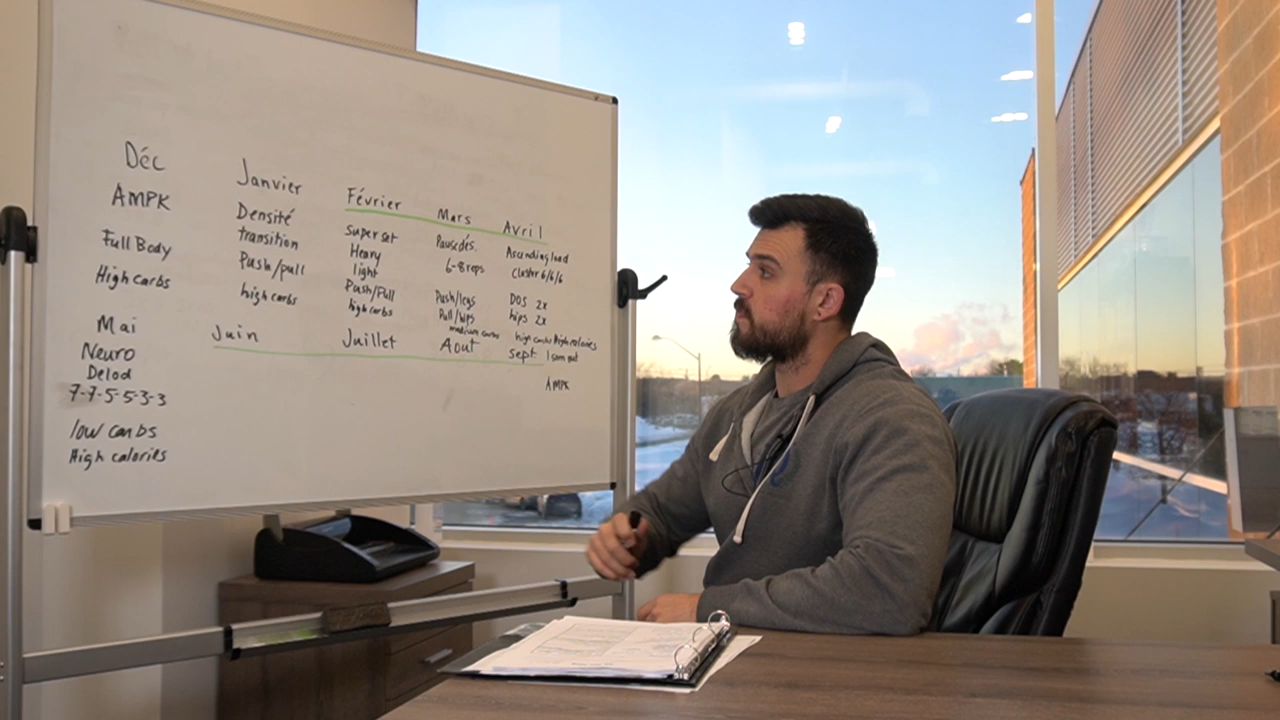 Déc
AMPK
Full Body
High carbs
Janvier
Densité
transition
Push/pull
high carbs
Février
super set
Heavy
light
Push/Pull
high carbs
Mars
6-8 reps
Push/legs
Pull/hips
medium carbs
Avril
Ascending load
Cluster 6/6/6
DOS 2x
hips 2x
high carbs High calories
Mai
Neuro
Delod
7-7-5-5-3-3
low carbs
High calories
Juin
Juillet
Aout
sept
AMPK